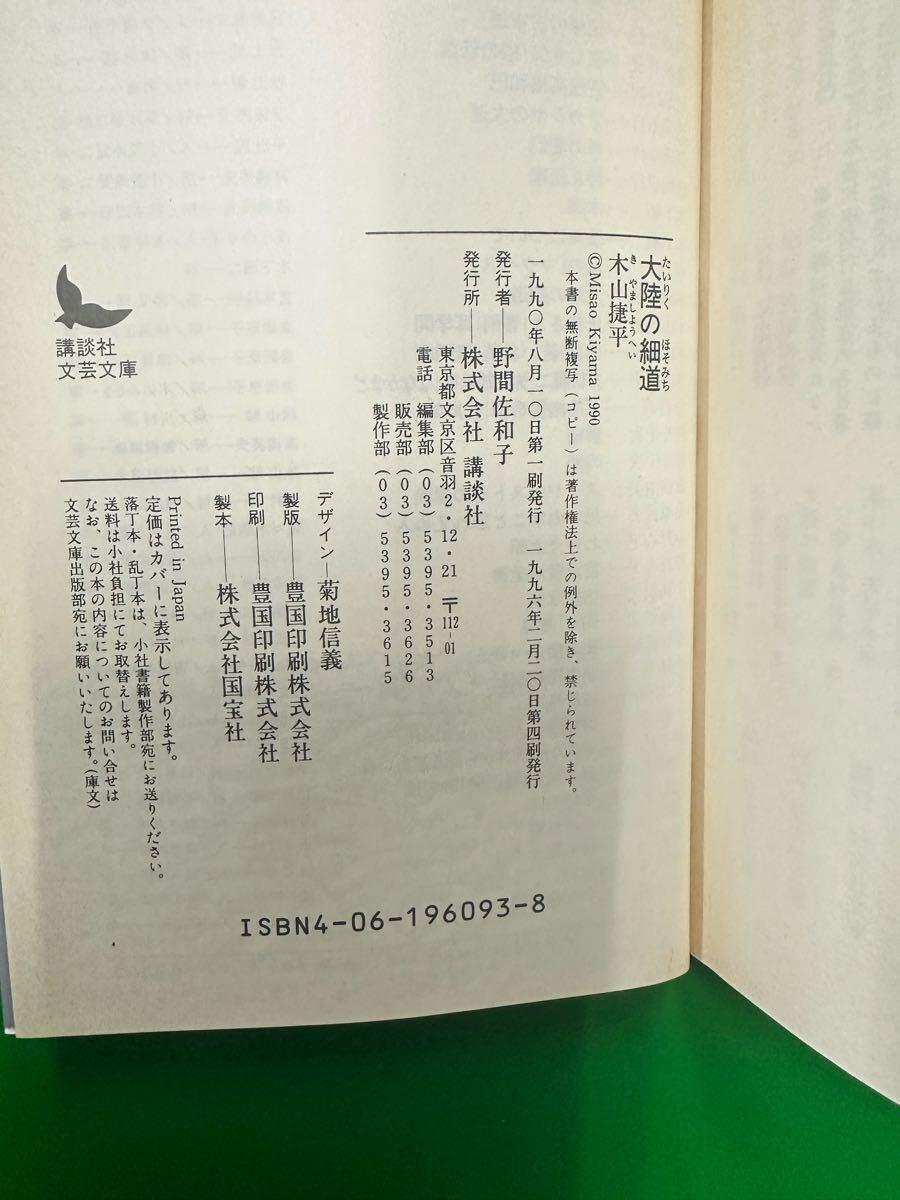 大陸の細道
たいりく ほそみち
木山捷平
き やましょうへい
©Misao Kiyama 1990
本書の無断複写(コピー)は著作権法上での例外を除き、禁じられています。
一九九〇年八月一〇日第一刷発行 一九九六年二月二〇日第四刷発行
発行者――野間佐和子
発行所――株式会社 講談社
東京都文京区音羽2・12・21 〒112-01
電話 編集部(03)5395・3513
販売部(03)5395・3626
製作部(03)5395・3615
デザイン―菊地信義
製版――豊国印刷株式会社
印刷――豊国印刷株式会社
製本――株式会社国宝社
Printed in Japan
定価はカバーに表示してあります。
落丁本・乱丁本は、小社書籍製作部宛にお送りください。
送料は小社負担にてお取替えします。
なお、この本の内容についてのお問い合せは
文芸文庫出版部宛にお願いいたします。(庫文)
講談社
文芸文庫
ISBN4-06-196093-8